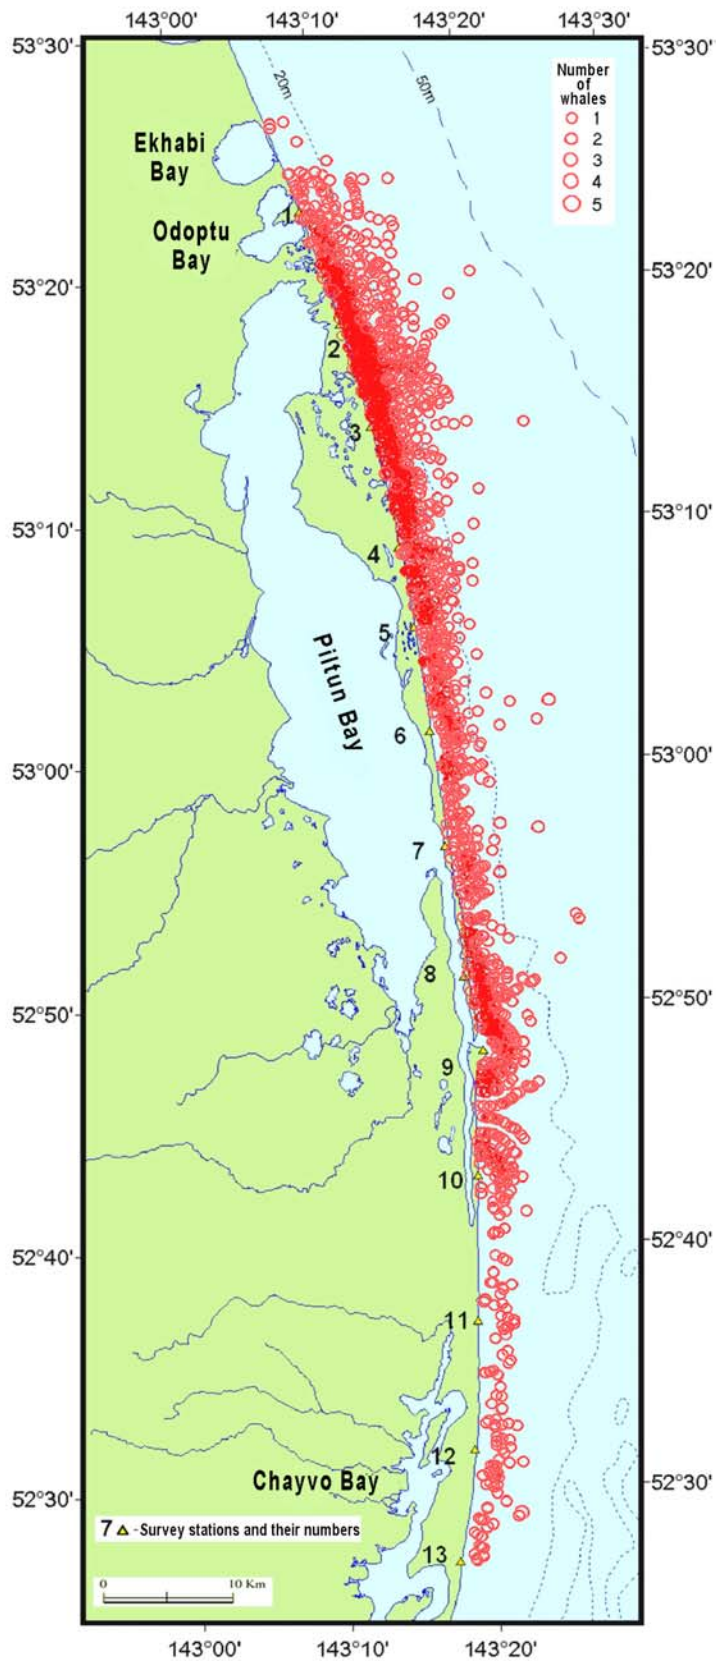 143°00' 143°10' 143°20' 143°30'
53°30' 53°30'
20m
50m
Number
of
whales
1
2
3
4
5
Ekhabi
Bay
1
Odoptu
Bay
53°20' 53°20'
2
3
53°10' 53°10'
4
5
Piltun Bay
6
53°00' 53°00'
7
8
52°50' 52°50'
9
10
52°40' 52°40'
11
12
Chayvo Bay
52°30' 52°30'
7 - Survey stations and their numbers
13
0 10 Km
143°00' 143°10' 143°20'